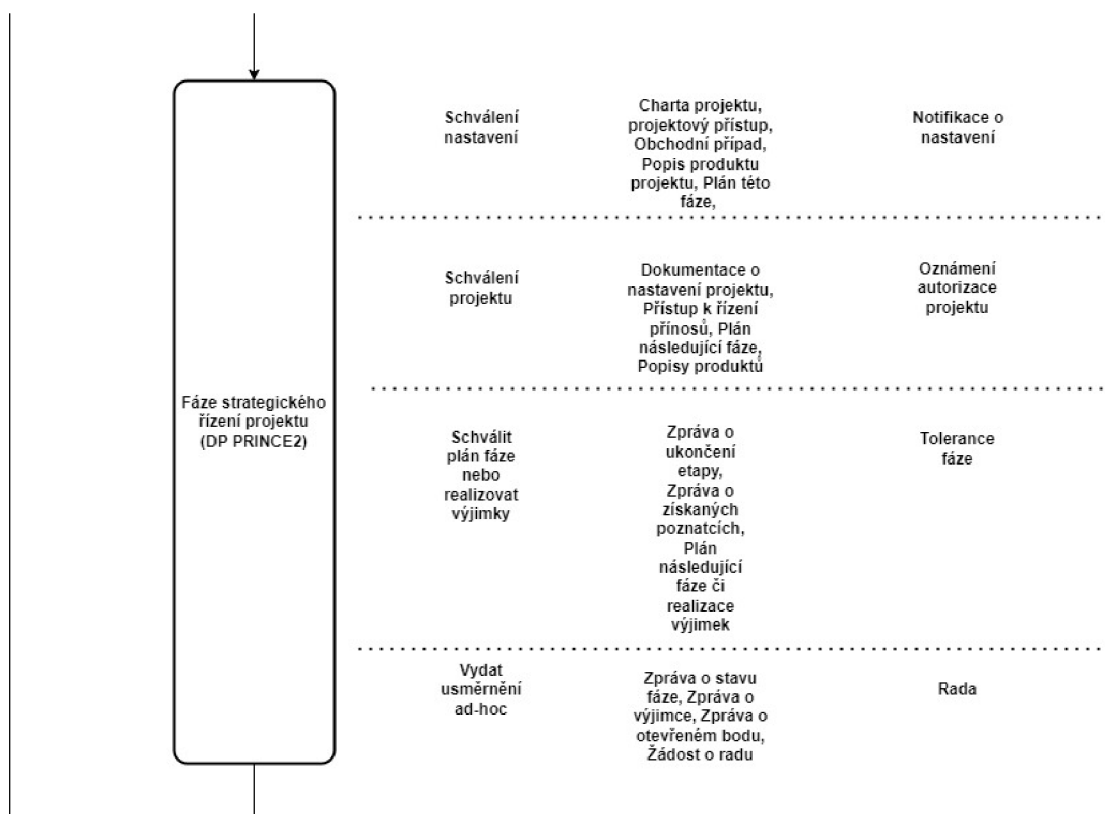 Schválení
nastavení
Charta projektu,
projektový přístup,
Obchodní případ,
Popis produktu
projektu, Plán této
fáze,
Notifikace o
nastavení
Schválení
projektu
Dokumentace o
nastavení projektu,
Přístup k řízení
přínosů, Plán
následující fáze,
Popisy produktů
Oznámení
autorizace
projektu
Fáze strategického
řízení projektu
(DP PRINCE2)
Schválit
plán fáze
nebo
realizovat
výjimky
Zpráva o
ukončení
etapy,
Zpráva o
získaných
poznatcích,
Plán
následující
fáze či
realizace
výjimek
Tolerance
fáze
Vydat
usměrnění
ad-hoc
Zpráva o stavu
fáze, Zpráva o
výjimce, Zpráva o
otevřeném bodu,
Žádost o radu
Rada